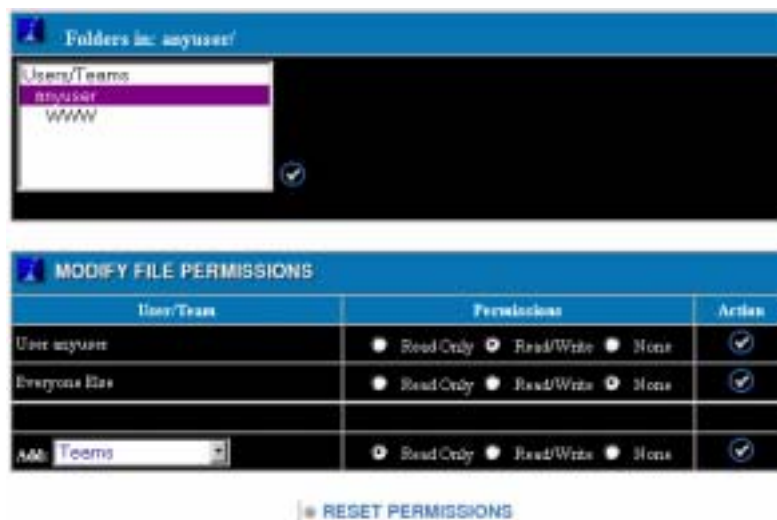 Folders in: anyuser/
Users/Teams
anyuser
WWW
MODIFY FILE PERMISSIONS
User/Team Permissions Action
User anyuser Read Only Read/Write None
Everyone Else Read Only Read/Write None
Add: Teams Read Only Read/Write None
RESET PERMISSIONS